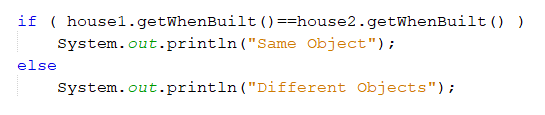 if ( house1.getWhenBuilt()==house2.getWhenBuilt() )
    System.out.println("Same Object");
else
    System.out.println("Different Objects");